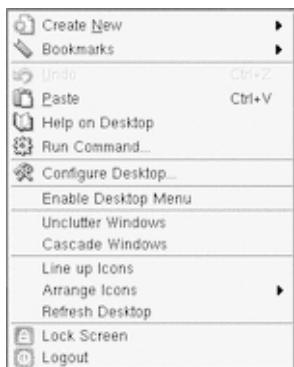 Create New
Bookmarks
Undo Ctrl+Z
Paste Ctrl+V
Help on Desktop
Run Command...
Configure Desktop...
Enable Desktop Menu
Unclutter Windows
Cascade Windows
Line up Icons
Arrange Icons
Refresh Desktop
Lock Screen
Logout